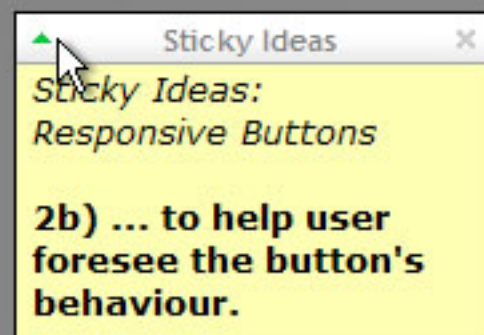 Sticky Ideas
Sticky Ideas:
Responsive Buttons
2b) ... to help user
foresee the button's
behaviour.